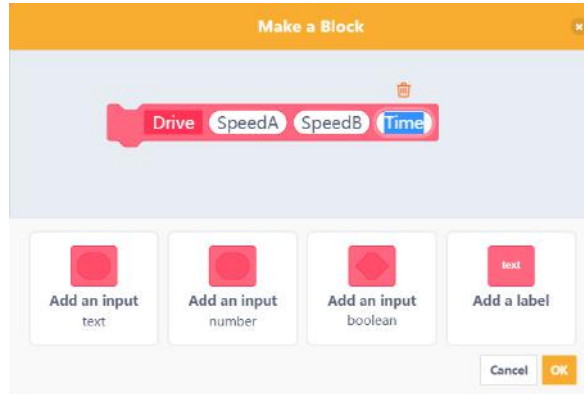 Make a Block
Drive SpeedA SpeedB Time
text
Add an input Add an input Add an input Add a label
text number boolean
Cancel OK